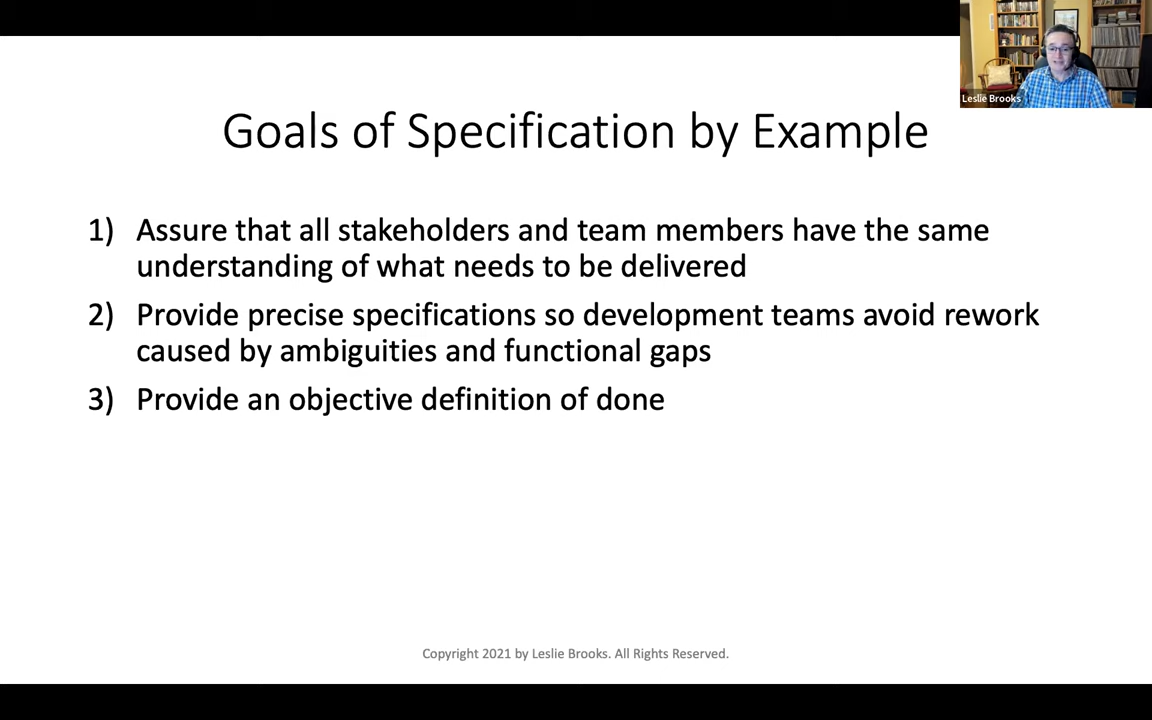 Leslie Brooks
Goals of Specification by Example
1) Assure that all stakeholders and team members have the same
understanding of what needs to be delivered
2) Provide precise specifications so development teams avoid rework
caused by ambiguities and functional gaps
3) Provide an objective definition of done
Copyright 2021 by Leslie Brooks. All Rights Reserved.